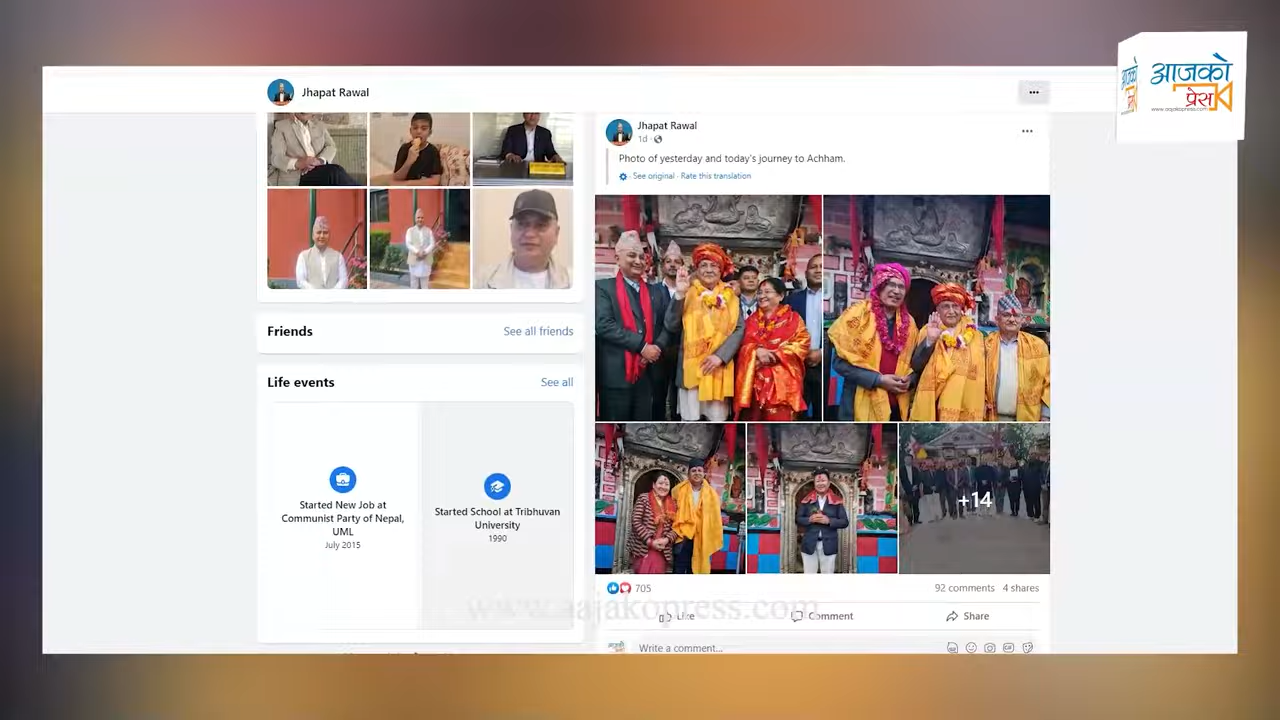 आजको
प्रेस
www.aajakopress.com
Jhapat Rawal
Jhapat Rawal
1d
Photo of yesterday and today's journey to Achham.
See original · Rate this translation
Friends
See all friends
Life events
See all
Started New Job at
Communist Party of Nepal,
UML
July 2015
Started School at Tribhuvan
University
1990
+14
705
92 comments
4 shares
www.aajakopress.com
Like
Comment
Share
Write a comment...